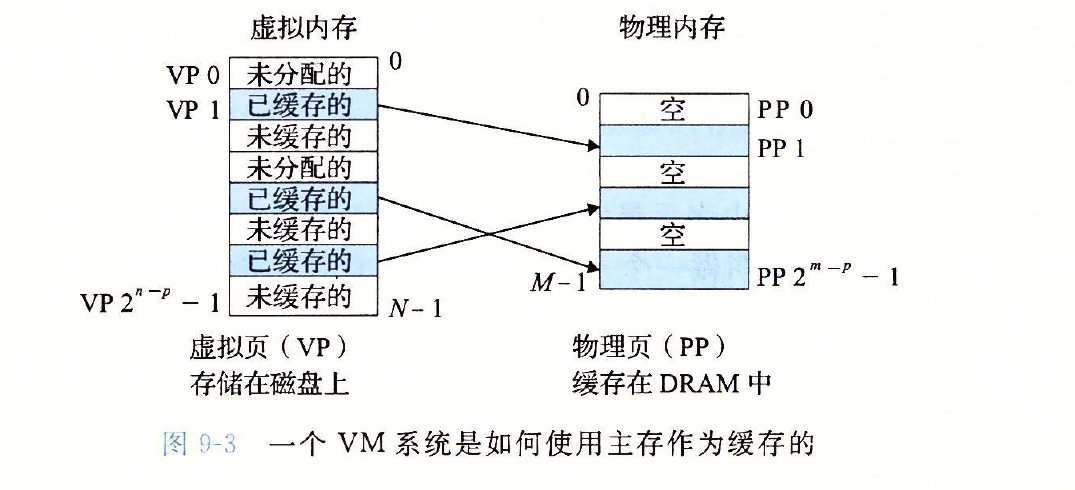 虚拟内存
VP 0 未分配的 0
VP 1 已缓存的
未缓存的
未分配的
已缓存的
未缓存的
已缓存的
VP 2^{n-p} - 1 未缓存的 N-1
虚拟页（VP）
存储在磁盘上
物理内存
0 空 PP 0
PP 1
空
空
M-1 PP 2^{m-p} - 1
物理页（PP）
缓存在 DRAM 中
图 9-3 一个 VM 系统是如何使用主存作为缓存的